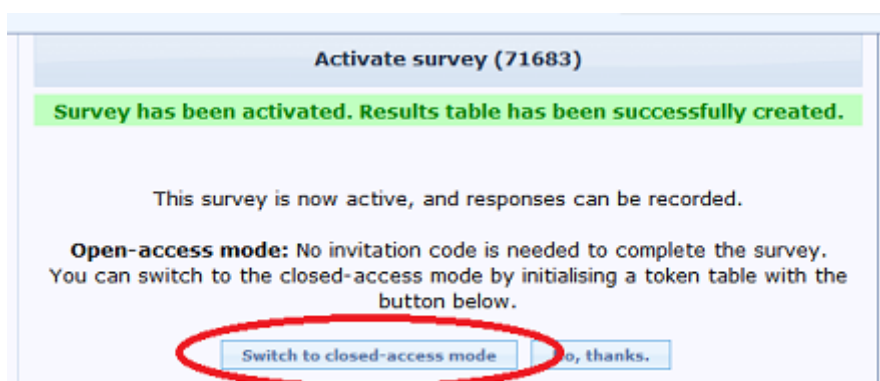 Activate survey (71683)
Survey has been activated. Results table has been successfully created.
This survey is now active, and responses can be recorded.
Open-access mode: No invitation code is needed to complete the survey.
You can switch to the closed-access mode by initialising a token table with the
button below.
Switch to closed-access mode
No, thanks.